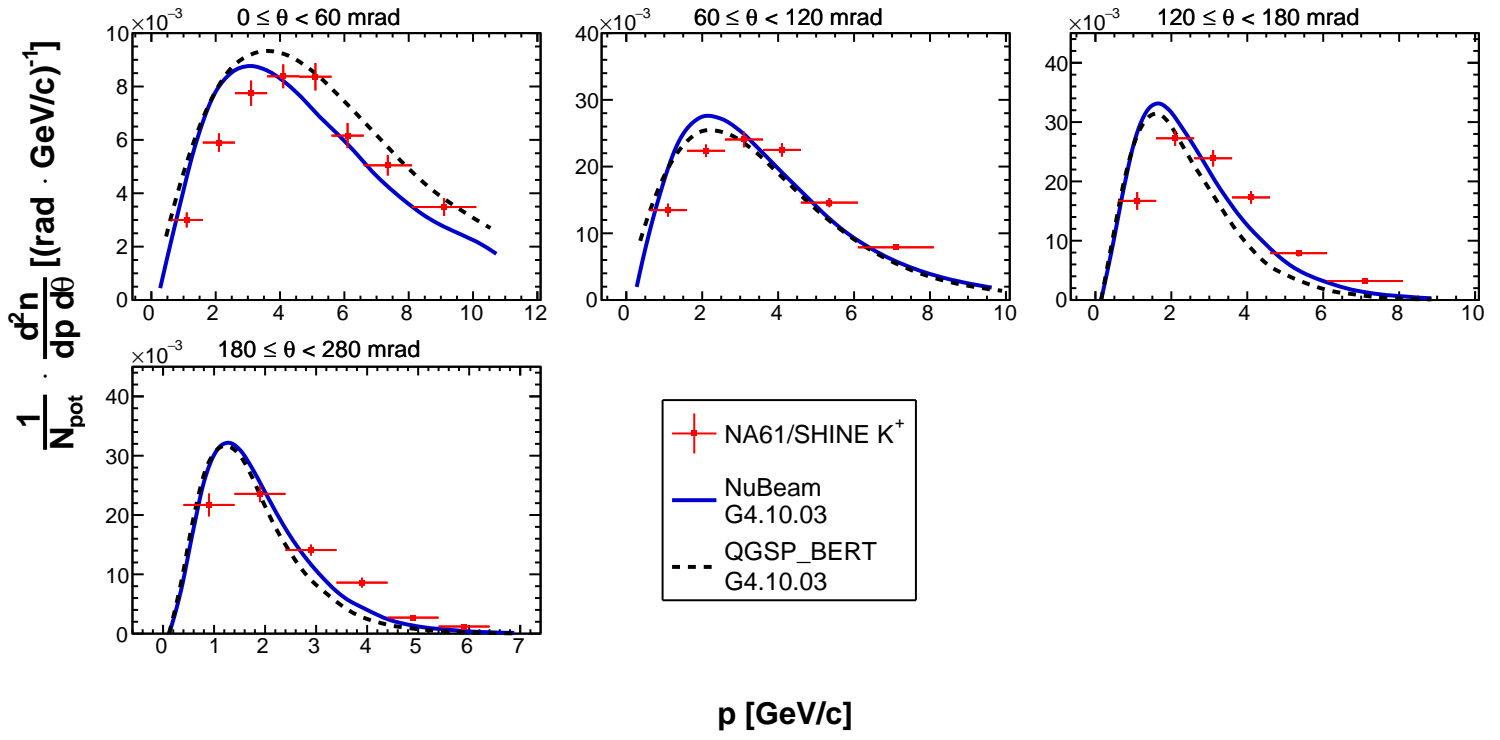 1/N_pot · d²n/dp dθ [(rad · GeV/c)⁻¹]
×10⁻³
0 ≤ θ < 60 mrad
10
8
6
4
2
0
0 2 4 6 8 10 12
×10⁻³
60 ≤ θ < 120 mrad
40
30
20
10
0
0 2 4 6 8 10
×10⁻³
120 ≤ θ < 180 mrad
40
30
20
10
0
0 2 4 6 8 10
×10⁻³
180 ≤ θ < 280 mrad
40
30
20
10
0
0 1 2 3 4 5 6 7
NA61/SHINE K⁺
NuBeam
G4.10.03
QGSP_BERT
G4.10.03
p [GeV/c]